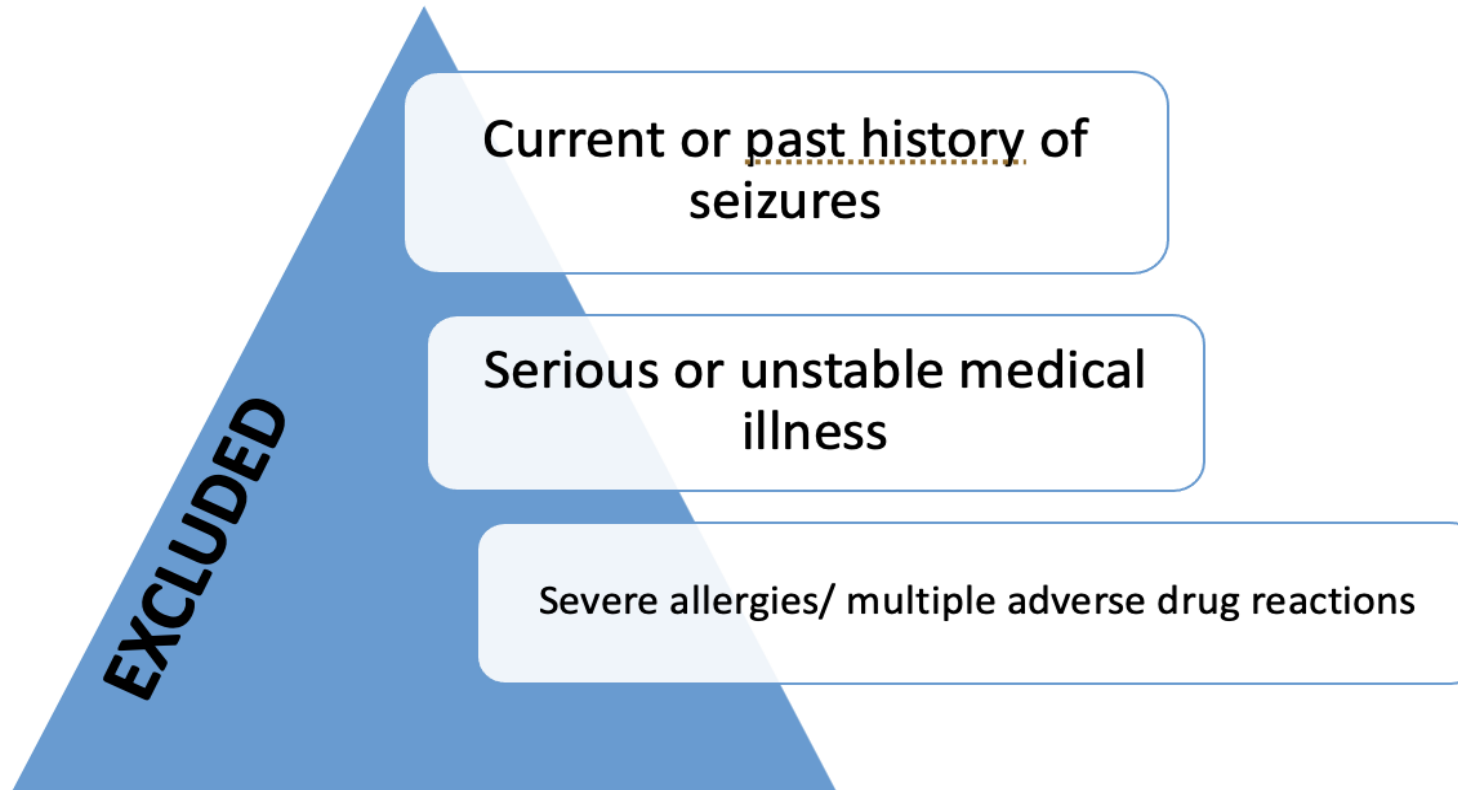 Current or past history of
seizures
Serious or unstable medical
illness
Severe allergies/ multiple adverse drug reactions
EXCLUDED